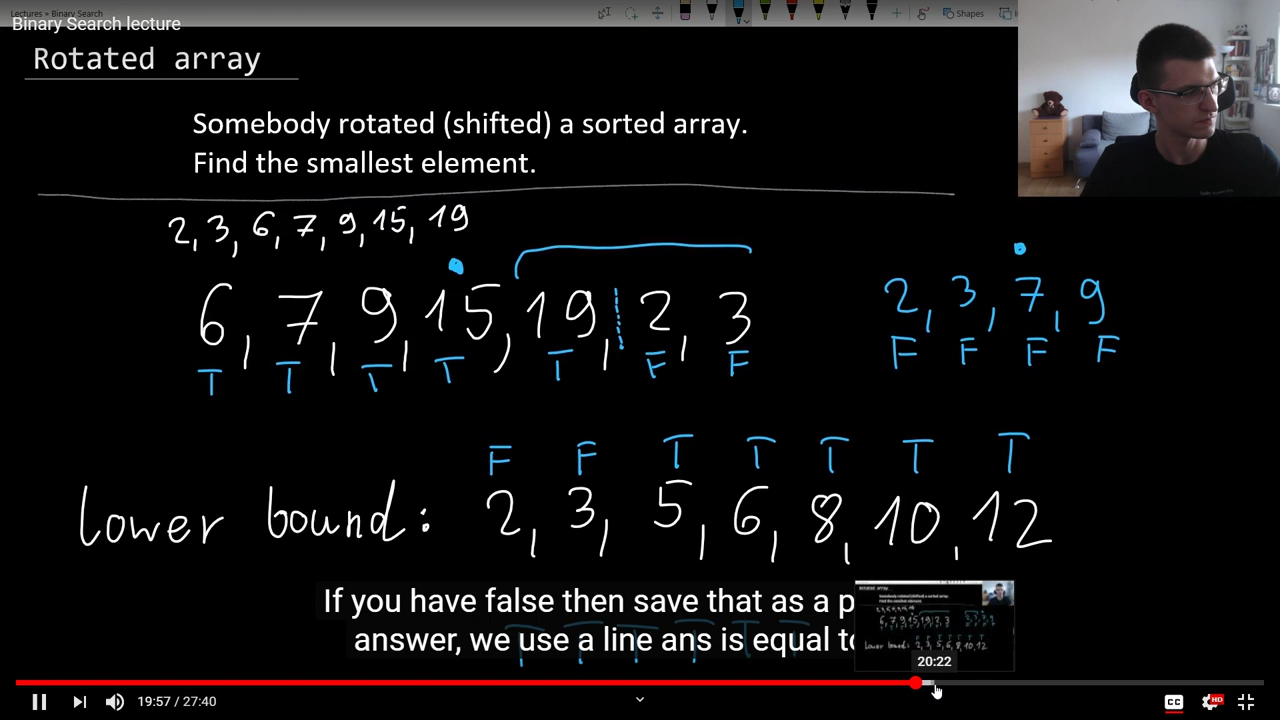 Lectures » Binary Search
Shapes
Binary Search lecture
Rotated array
Somebody rotated (shifted) a sorted array.
Find the smallest element.
2, 3, 6, 7, 9, 15, 19
6, 7, 9, 15, 19, 2, 3
T T T T T F F
2, 3, 7, 9
F F F F
F F T T T T T
lower bound: 2, 3, 5, 6, 8, 10, 12
If you have false then save that as a
answer, we use a line ans is equal
T T T T T T
20:22
19:57 / 27:40
CC
HD